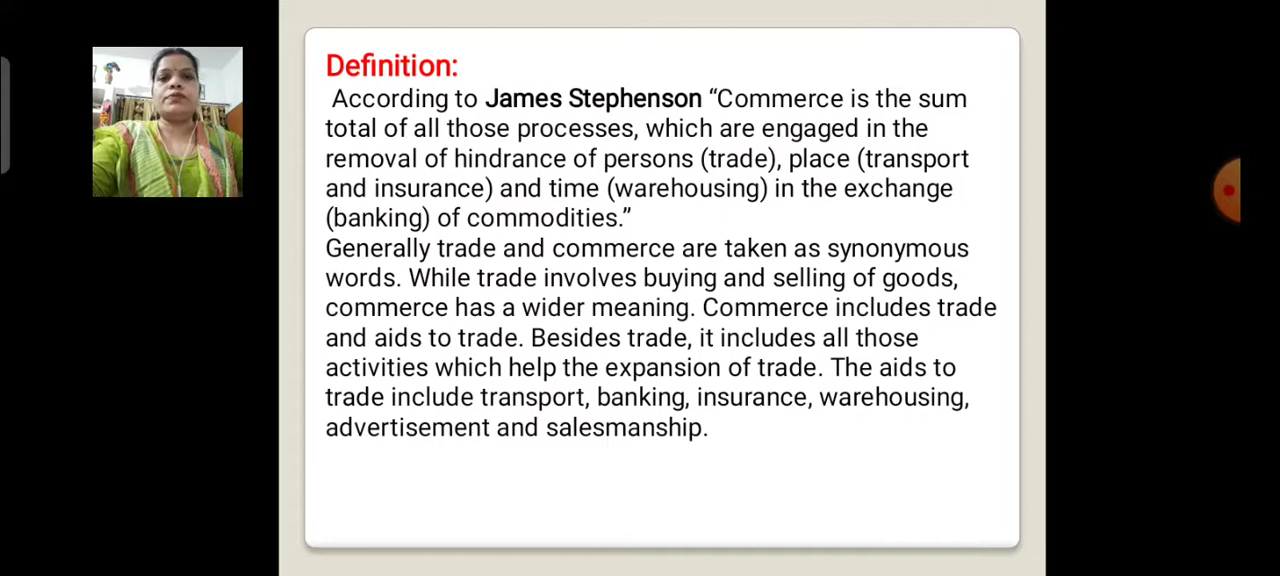 Definition:
According to James Stephenson “Commerce is the sum
total of all those processes, which are engaged in the
removal of hindrance of persons (trade), place (transport
and insurance) and time (warehousing) in the exchange
(banking) of commodities.”
Generally trade and commerce are taken as synonymous
words. While trade involves buying and selling of goods,
commerce has a wider meaning. Commerce includes trade
and aids to trade. Besides trade, it includes all those
activities which help the expansion of trade. The aids to
trade include transport, banking, insurance, warehousing,
advertisement and salesmanship.